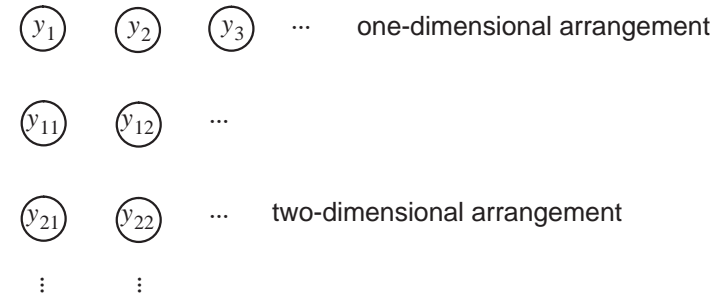 y1 y2 y3 ... one-dimensional arrangement
y11 y12 ...
y21 y22 ... two-dimensional arrangement
⋮ ⋮